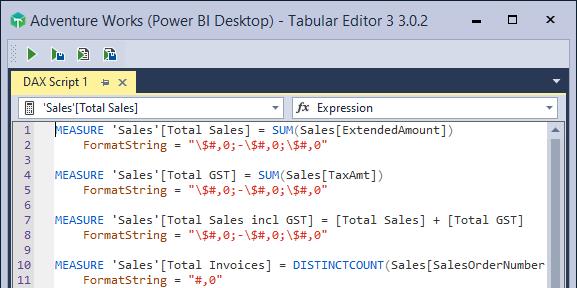 Adventure Works (Power BI Desktop) - Tabular Editor 3 3.0.2
DAX Script 1
'Sales'[Total Sales]
fx Expression
1 MEASURE 'Sales'[Total Sales] = SUM(Sales[ExtendedAmount])
2 FormatString = "\$#,0;-\$#,0;\$#,0"
3
4 MEASURE 'Sales'[Total GST] = SUM(Sales[TaxAmt])
5 FormatString = "\$#,0;-\$#,0;\$#,0"
6
7 MEASURE 'Sales'[Total Sales incl GST] = [Total Sales] + [Total GST]
8 FormatString = "\$#,0;-\$#,0;\$#,0"
9
10 MEASURE 'Sales'[Total Invoices] = DISTINCTCOUNT(Sales[SalesOrderNumber
11 FormatString = "#,0"